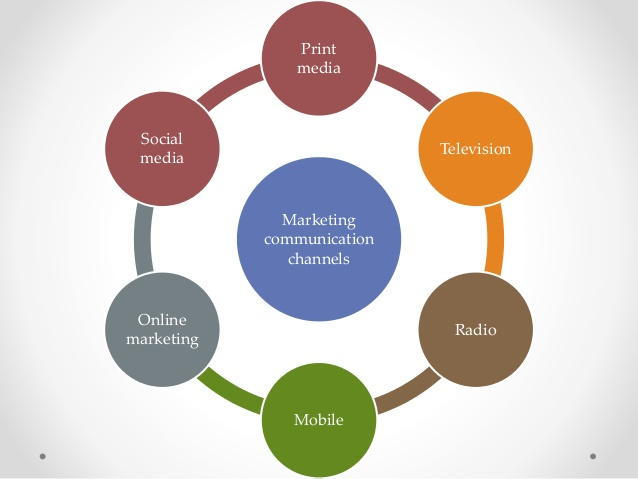 Print
media
Television
Radio
Mobile
Online
marketing
Social
media
Marketing
communication
channels